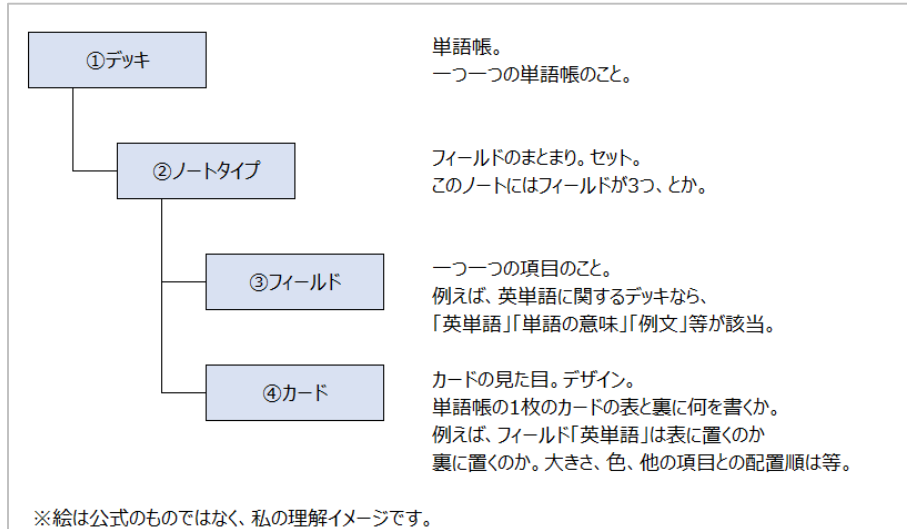 ①デッキ
単語帳。
一つ一つの単語帳のこと。
②ノートタイプ
フィールドのまとまり。セット。
このノートにはフィールドが3つ、とか。
③フィールド
一つ一つの項目のこと。
例えば、英単語に関するデッキなら、
「英単語」「単語の意味」「例文」等が該当。
④カード
カードの見た目。デザイン。
単語帳の1枚のカードの表と裏に何を書くか。
例えば、フィールド「英単語」は表に置くのか
裏に置くのか。大きさ、色、他の項目との配置順は等。
※絵は公式のものではなく、私の理解イメージです。